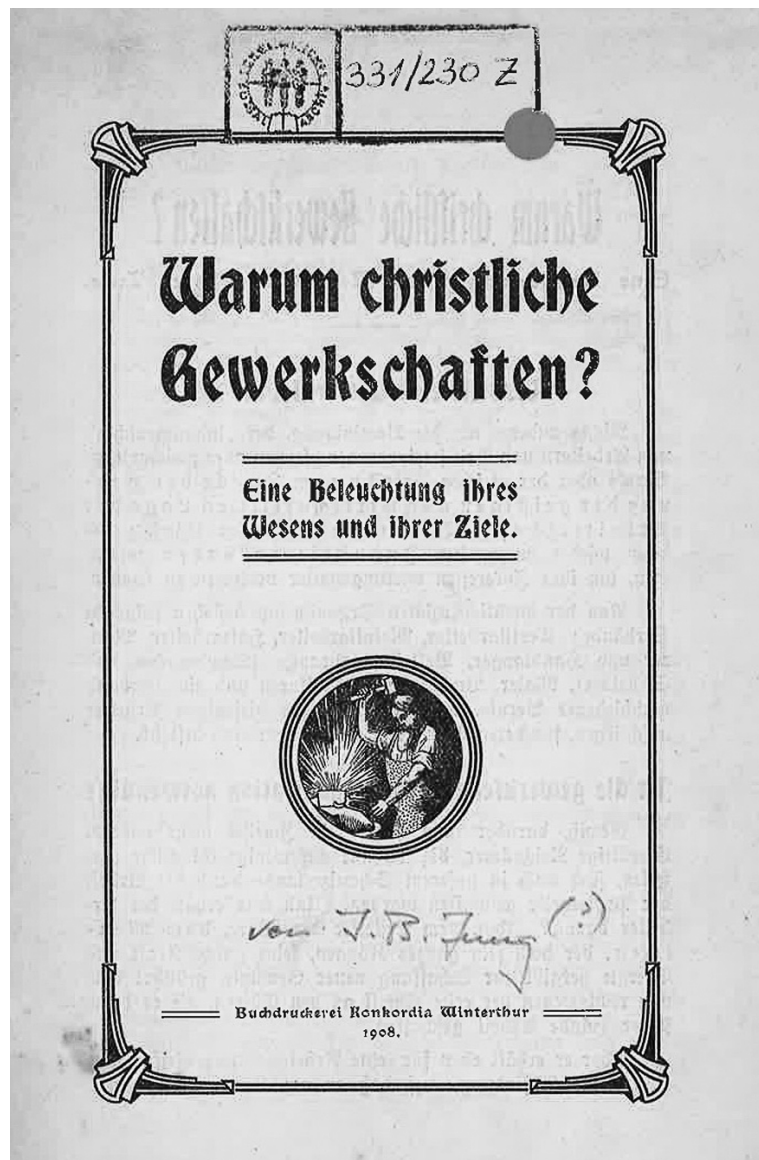 331/230 Z
Warum christliche
Gewerkschaften?
Eine Beleuchtung ihres
Wesens und ihrer Ziele.
von J. B. Jung (?)
Buchdruckerei Konkordia Winterthur
1908.